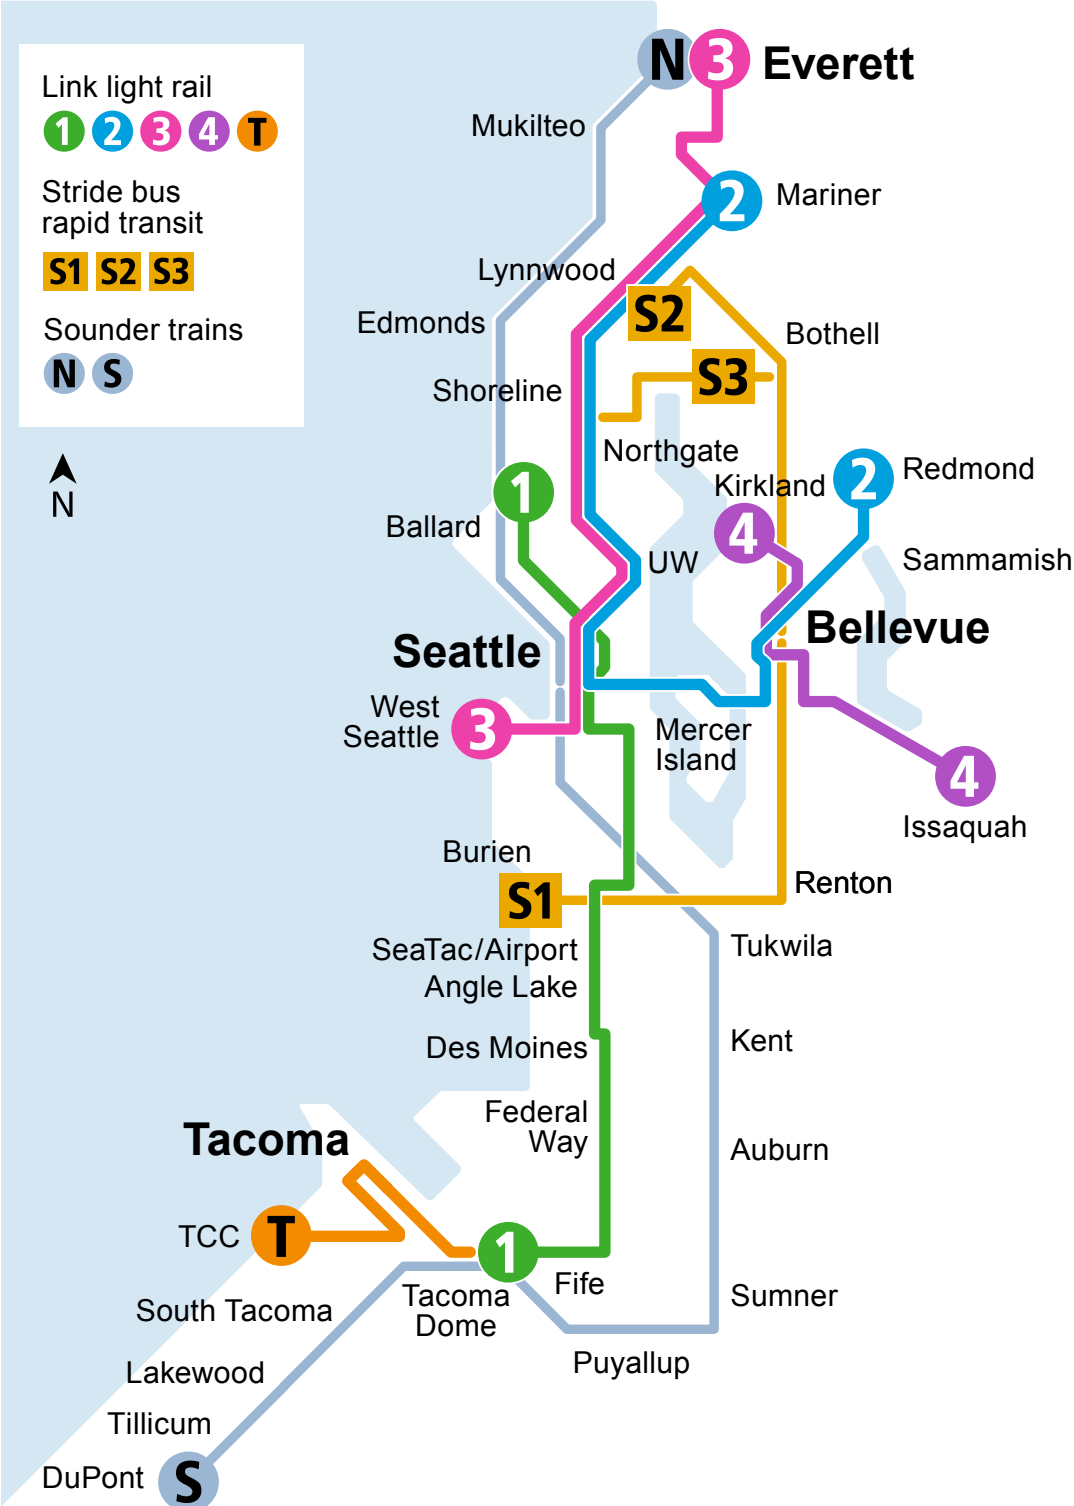 Link light rail
1 2 3 4 T
Stride bus
rapid transit
S1 S2 S3
Sounder trains
N S
N
N 3 Everett
Mukilteo
2 Mariner
Lynnwood
S2
Edmonds
Bothell
S3
Shoreline
Northgate
Kirkland
2 Redmond
1
Ballard
4
UW
Sammamish
Seattle
Bellevue
West
Seattle
3
Mercer
Island
4
Issaquah
Burien
S1
Renton
SeaTac/Airport
Angle Lake
Tukwila
Des Moines
Kent
Federal
Way
Auburn
Tacoma
TCC T
1
Fife
Tacoma
Dome
South Tacoma
Sumner
Puyallup
Lakewood
Tillicum
DuPont S